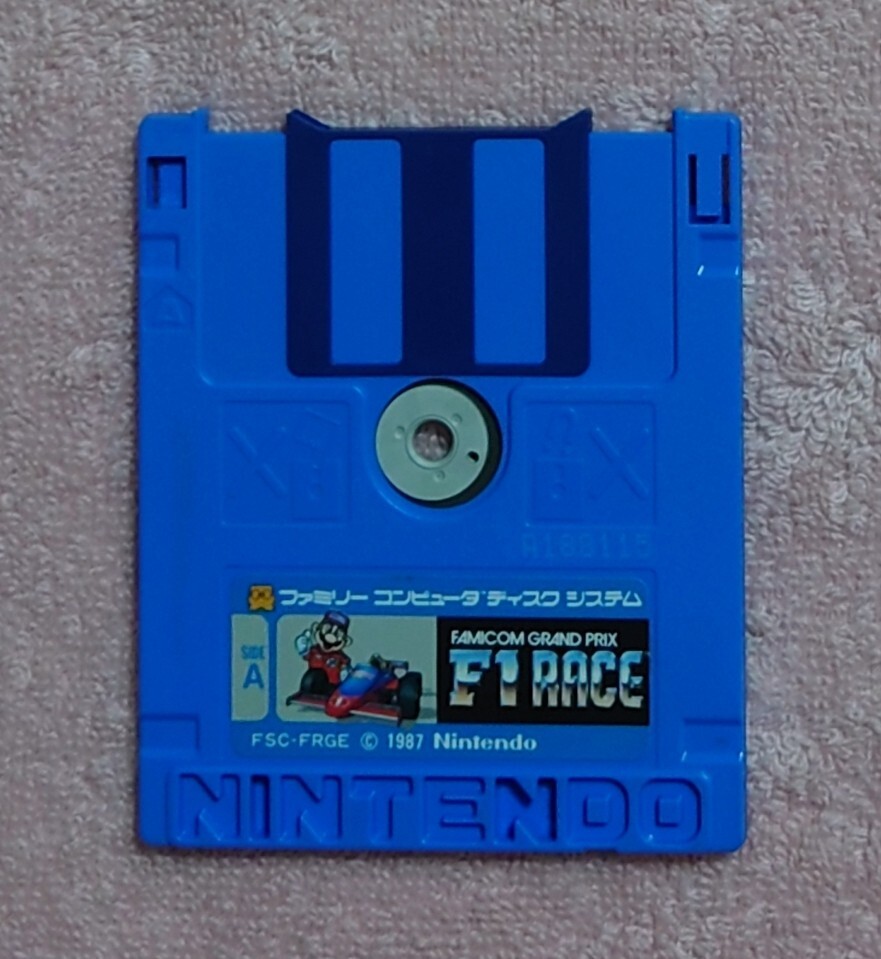 A188115
ファミリー コンピュータ ディスク システム
SIDE
A
FAMICOM GRAND PRIX
F1 RACE
FSC-FRGE © 1987 Nintendo
NINTENDO